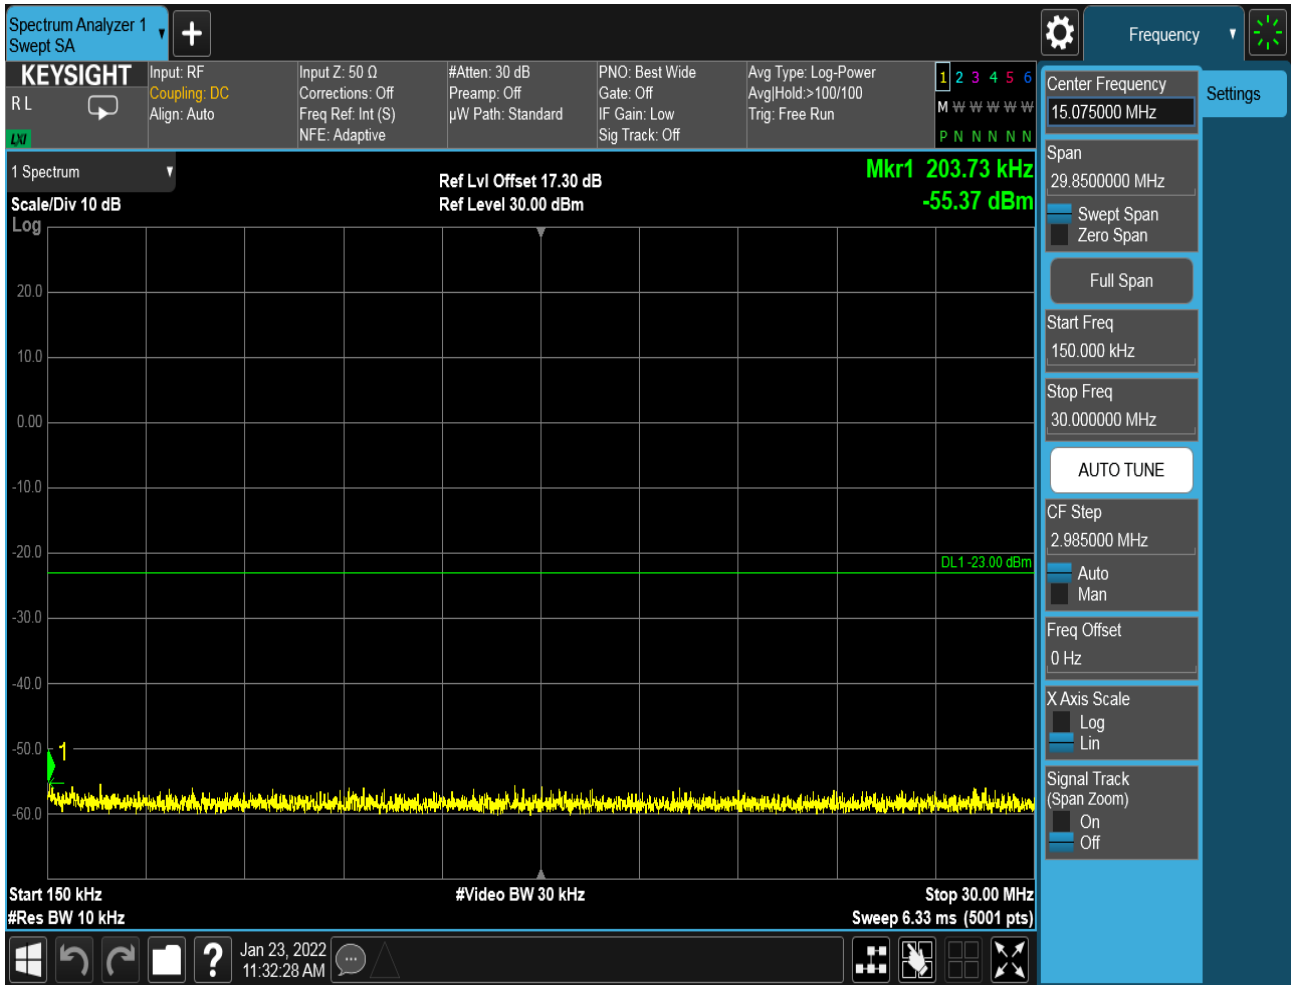 Spectrum Analyzer 1
Swept SA
Frequency
KEYSIGHT
R L
LXI
Input: RF
Coupling: DC
Align: Auto
Input Z: 50 Ω
Corrections: Off
Freq Ref: Int (S)
NFE: Adaptive
#Atten: 30 dB
Preamp: Off
µW Path: Standard
PNO: Best Wide
Gate: Off
IF Gain: Low
Sig Track: Off
Avg Type: Log-Power
Avg|Hold:>100/100
Trig: Free Run
1 2 3 4 5 6
M W W W W W
P N N N N N
1 Spectrum
Scale/Div 10 dB
Log
Ref Lvl Offset 17.30 dB
Ref Level 30.00 dBm
Mkr1 203.73 kHz
-55.37 dBm
20.0
10.0
0.00
-10.0
-20.0
DL1 -23.00 dBm
-30.0
-40.0
-50.0
1
-60.0
Start 150 kHz
#Video BW 30 kHz
Stop 30.00 MHz
#Res BW 10 kHz
Sweep 6.33 ms (5001 pts)
Jan 23, 2022
11:32:28 AM
Center Frequency
15.075000 MHz
Settings
Span
29.8500000 MHz
Swept Span
Zero Span
Full Span
Start Freq
150.000 kHz
Stop Freq
30.000000 MHz
AUTO TUNE
CF Step
2.985000 MHz
Auto
Man
Freq Offset
0 Hz
X Axis Scale
Log
Lin
Signal Track
(Span Zoom)
On
Off